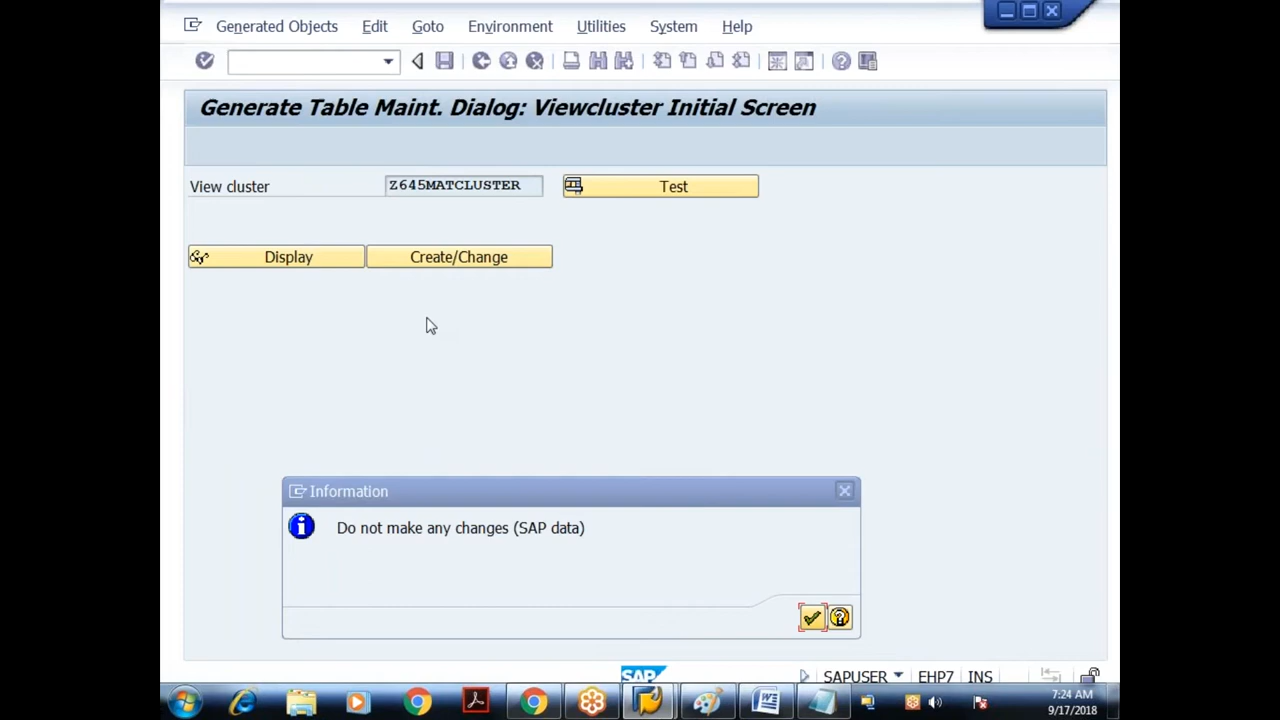 Generated Objects Edit Goto Environment Utilities System Help
Generate Table Maint. Dialog: Viewcluster Initial Screen
View cluster Z645MATCLUSTER Test
Display Create/Change
Information
Do not make any changes (SAP data)
SAP SAPUSER EHP7 INS
7:24 AM
9/17/2018